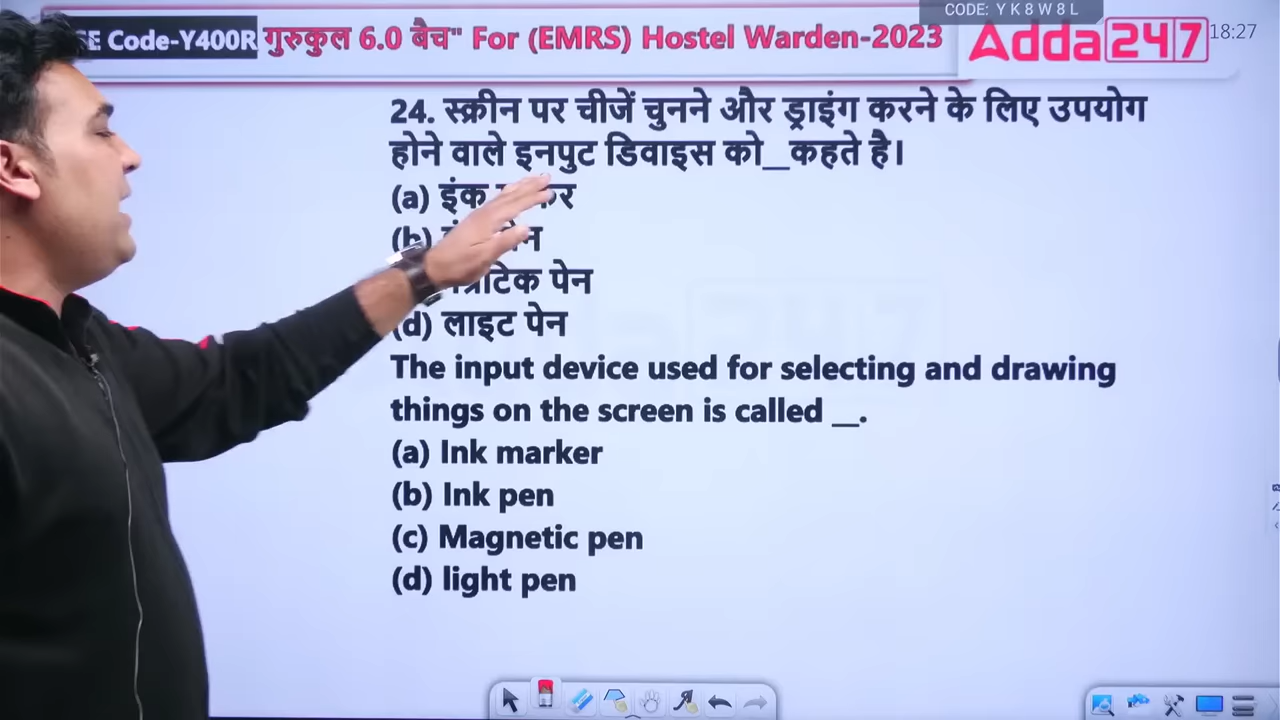 CODE: Y K 8 W 8 L
E Code-Y400R गुरुकुल 6.0 बैच" For (EMRS) Hostel Warden-2023
Adda247
18:27
24. स्क्रीन पर चीजें चुनने और ड्राइंग करने के लिए उपयोग
होने वाले इनपुट डिवाइस को__कहते है।
(a) इंक
(b)
पेन
(d) लाइट पेन
The input device used for selecting and drawing
things on the screen is called __.
(a) Ink marker
(b) Ink pen
(c) Magnetic pen
(d) light pen